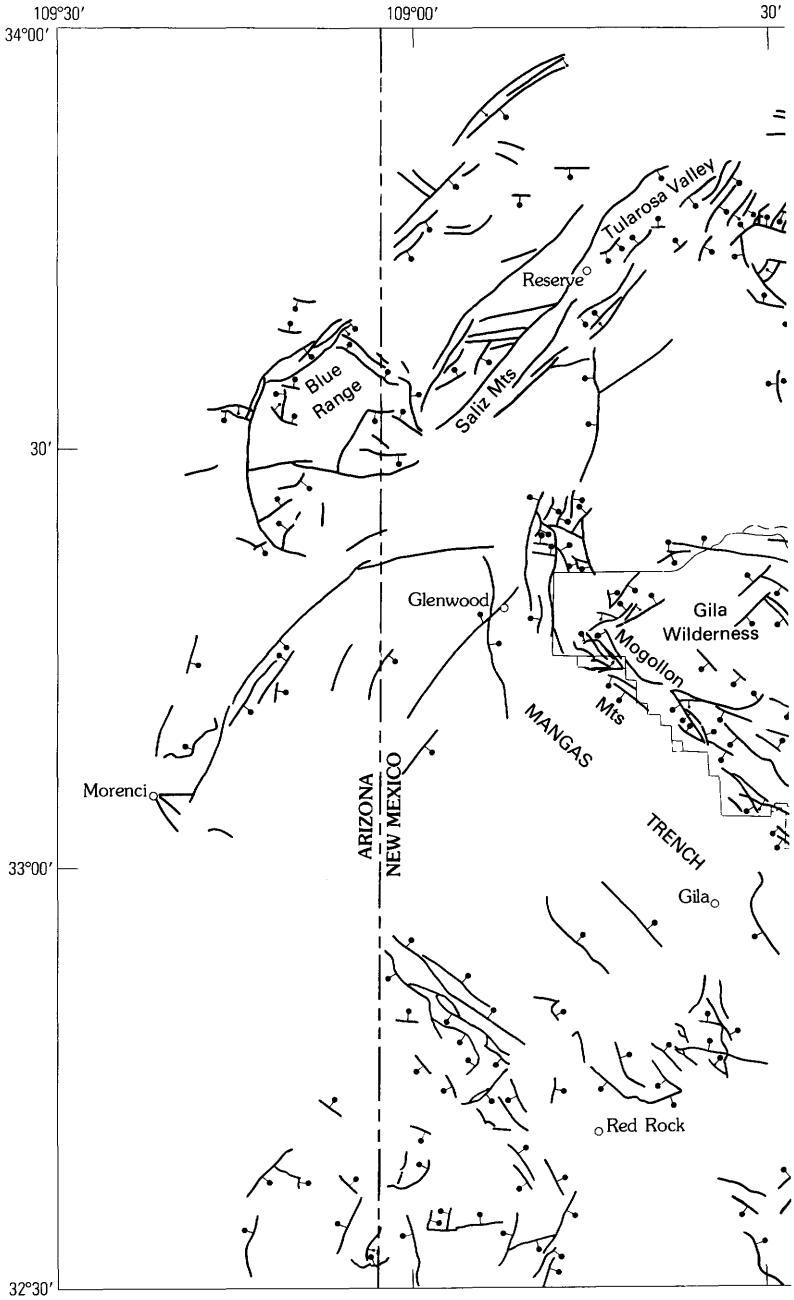 109°30′
109°00′
30′
34°00′
Tularosa Valley
Reserve
Blue
Range
Saliz Mts
30′
Glenwood
Gila
Wilderness
Mogollon
Mts
MANGAS
Morenci
ARIZONA
NEW MEXICO
TRENCH
33°00′
Gila
Red Rock
32°30′